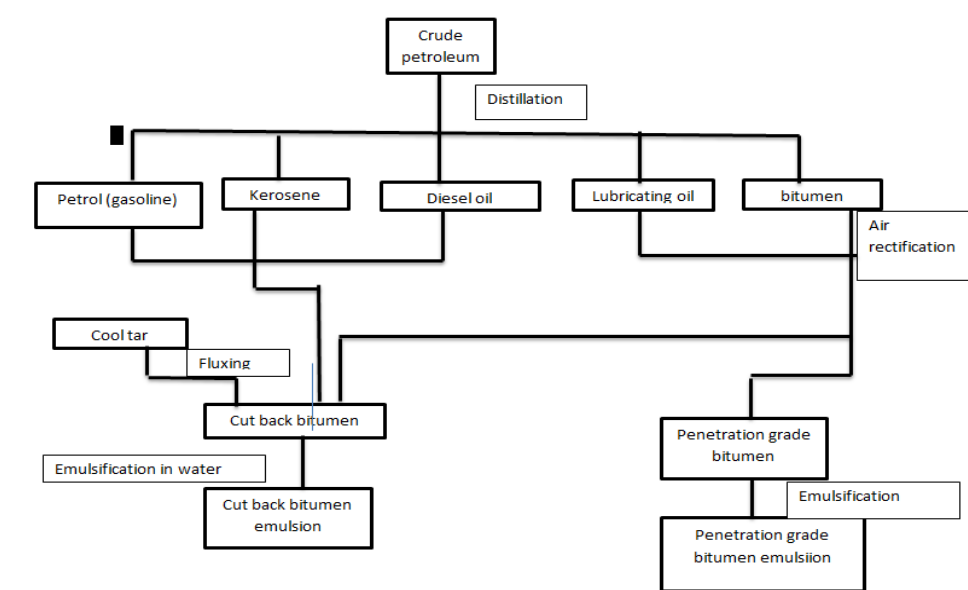 Crude
petroleum
Distillation
Petrol (gasoline)
Kerosene
Diesel oil
Lubricating oil
bitumen
Air
rectification
Cool tar
Fluxing
Cut back bitumen
Penetration grade
bitumen
Emulsification in water
Emulsification
Cut back bitumen
emulsion
Penetration grade
bitumen emulsiion